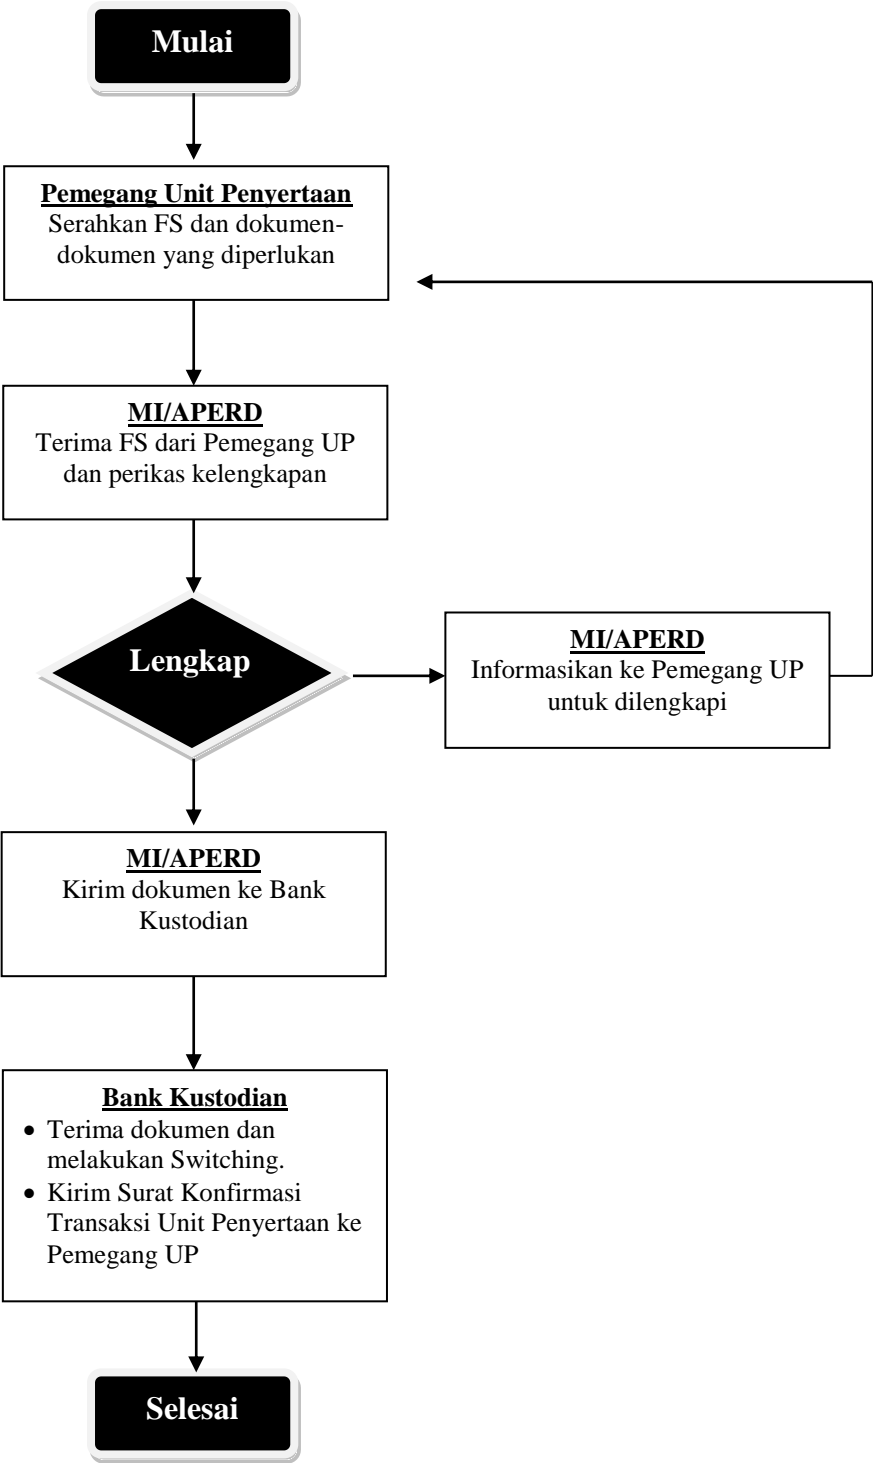 Mulai
Pemegang Unit Penyertaan
Serahkan FS dan dokumen-
dokumen yang diperlukan
MI/APERD
Terima FS dari Pemegang UP
dan perikas kelengkapan
Lengkap
MI/APERD
Informasikan ke Pemegang UP
untuk dilengkapi
MI/APERD
Kirim dokumen ke Bank
Kustodian
Bank Kustodian
• Terima dokumen dan
melakukan Switching.
• Kirim Surat Konfirmasi
Transaksi Unit Penyertaan ke
Pemegang UP
Selesai